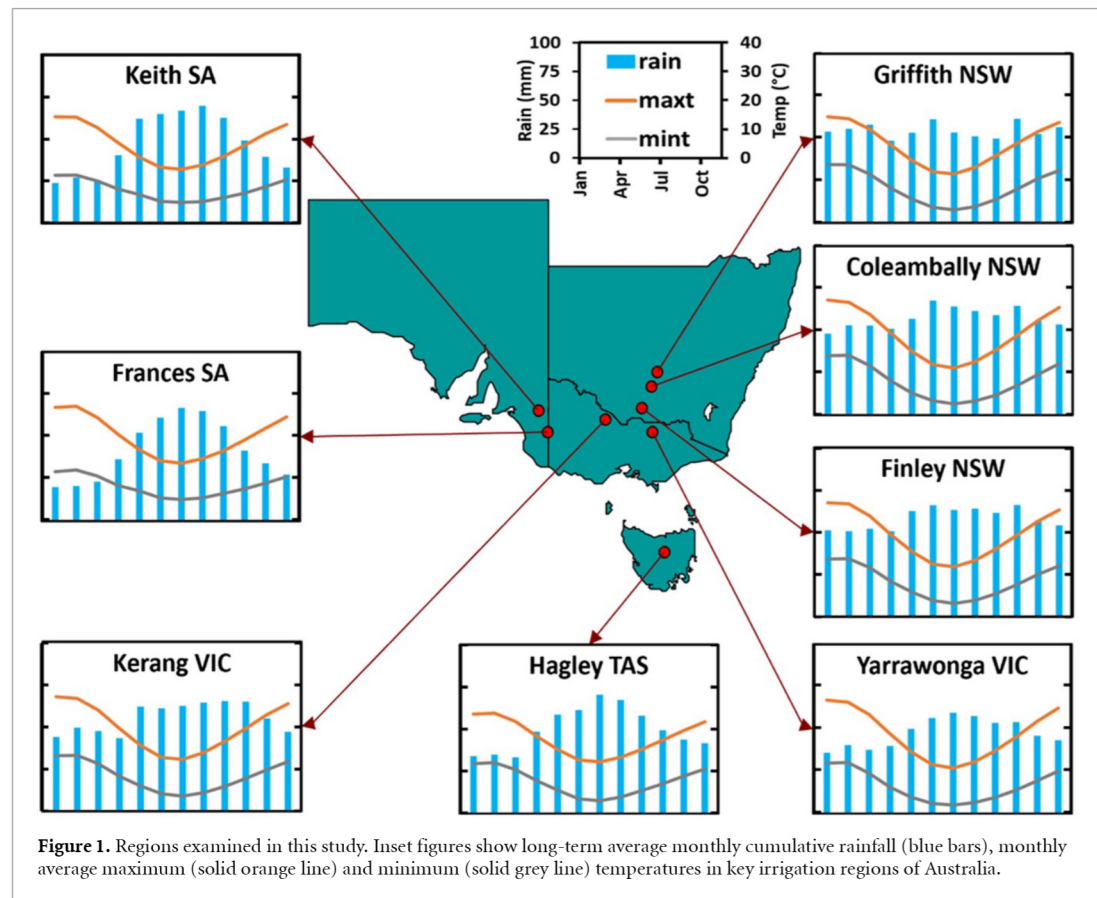 Keith SA
100
75
50
25
0
Rain (mm)
rain
maxt
mint
40
30
20
10
0
Temp (°C)
Jan
Apr
Jul
Oct
Griffith NSW
Coleambally NSW
Frances SA
Finley NSW
Kerang VIC
Hagley TAS
Yarrawonga VIC
Figure 1. Regions examined in this study. Inset figures show long-term average monthly cumulative rainfall (blue bars), monthly
average maximum (solid orange line) and minimum (solid grey line) temperatures in key irrigation regions of Australia.